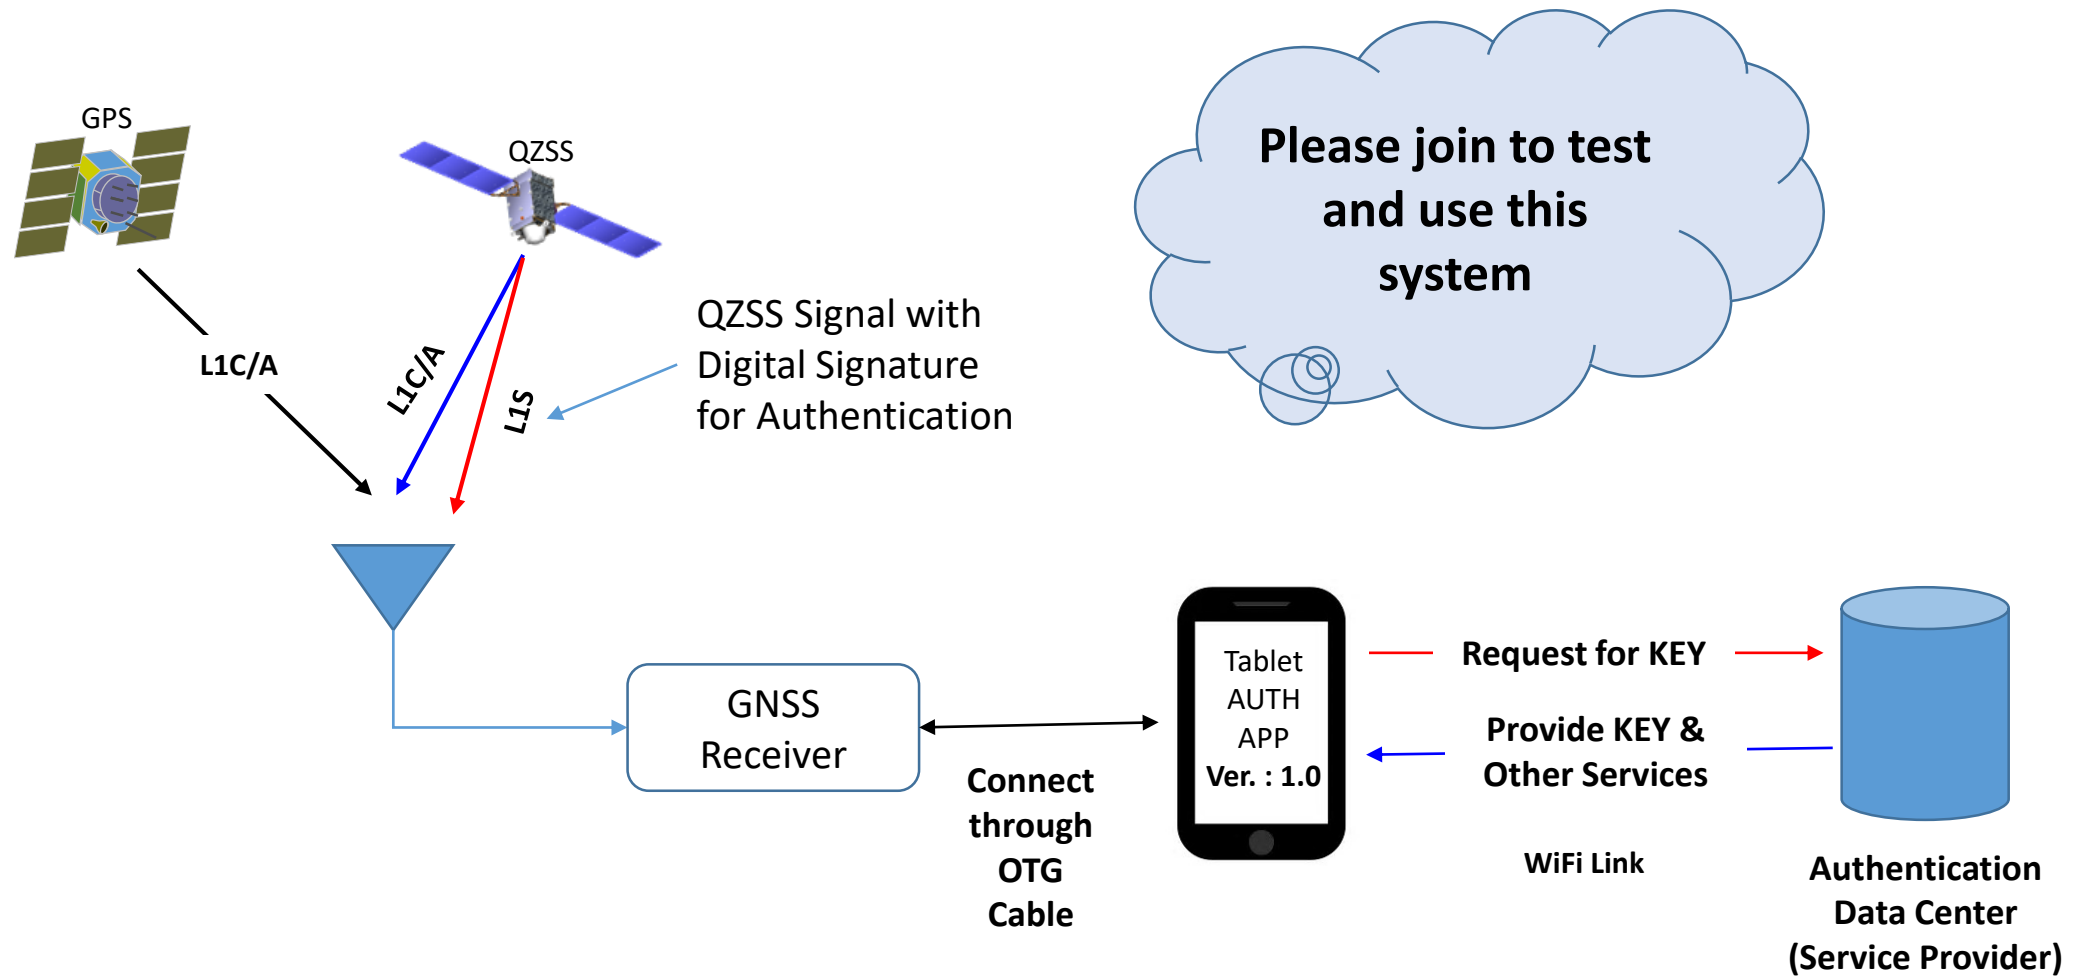 GPS
QZSS
L1C/A
L1C/A
L1S
QZSS Signal with
Digital Signature
for Authentication
Please join to test
and use this
system
GNSS
Receiver
Connect
through
OTG
Cable
Tablet
AUTH
APP
Ver. : 1.0
Request for KEY
Provide KEY &
Other Services
WiFi Link
Authentication
Data Center
(Service Provider)